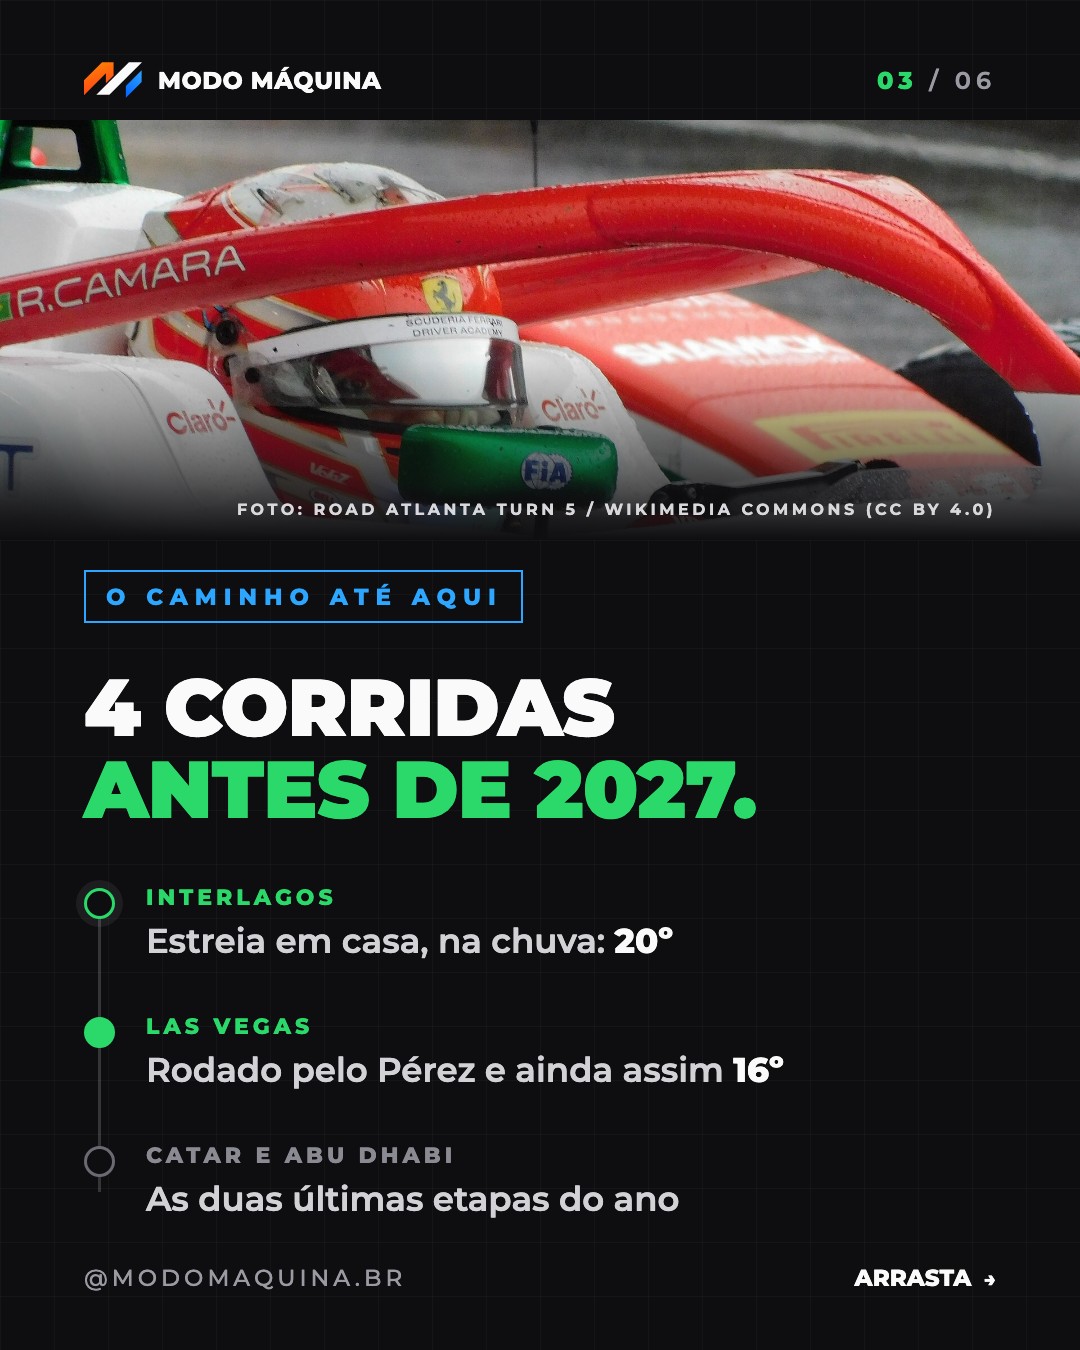 MODO MÁQUINA
03 / 06
R.CAMARA
SCUDERIA FERRARI
DRIVER ACADEMY
SHAMICK
Claro
Claro
PIRELLI
FIA
FOTO: ROAD ATLANTA TURN 5 / WIKIMEDIA COMMONS (CC BY 4.0)
O CAMINHO ATÉ AQUI
4 CORRIDAS
ANTES DE 2027.
INTERLAGOS
Estreia em casa, na chuva: 20º
LAS VEGAS
Rodado pelo Pérez e ainda assim 16º
CATAR E ABU DHABI
As duas últimas etapas do ano
@MODOMAQUINA.BR
ARRASTA →